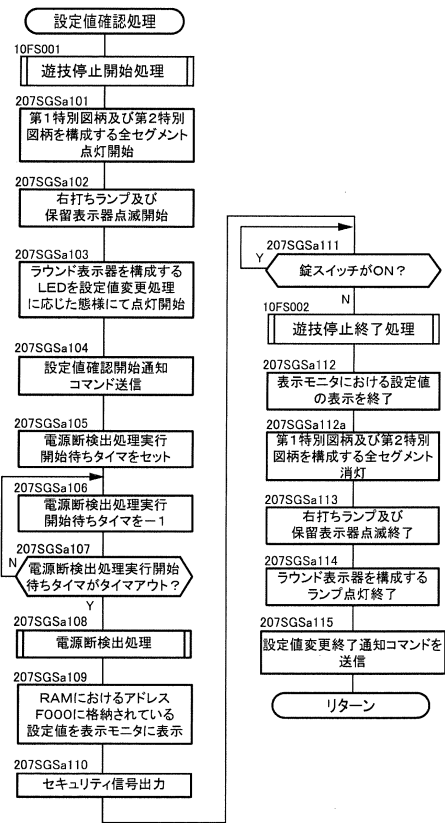 設定値確認処理
10FS001
遊技停止開始処理
207SGSa101
第1特別図柄及び第2特別
図柄を構成する全セグメント
点灯開始
207SGSa102
右打ちランプ及び
保留表示器点滅開始
207SGSa103
ラウンド表示器を構成する
LEDを設定値変更処理
に応じた態様にて点灯開始
207SGSa104
設定値確認開始通知
コマンド送信
207SGSa105
電源断検出処理実行
開始待ちタイマをセット
207SGSa106
電源断検出処理実行
開始待ちタイマを－1
207SGSa107
N
電源断検出処理実行開始
待ちタイマがタイマアウト?
Y
207SGSa108
電源断検出処理
207SGSa109
RAMにおけるアドレス
F000に格納されている
設定値を表示モニタに表示
207SGSa110
セキュリティ信号出力
207SGSa111
Y
錠スイッチがON?
N
10FS002
遊技停止終了処理
207SGSa112
表示モニタにおける設定値
の表示を終了
207SGSa112a
第1特別図柄及び第2特別
図柄を構成する全セグメント
消灯
207SGSa113
右打ちランプ及び
保留表示器点滅終了
207SGSa114
ラウンド表示器を構成する
ランプ点灯終了
207SGSa115
設定値変更終了通知コマンドを
送信
リターン